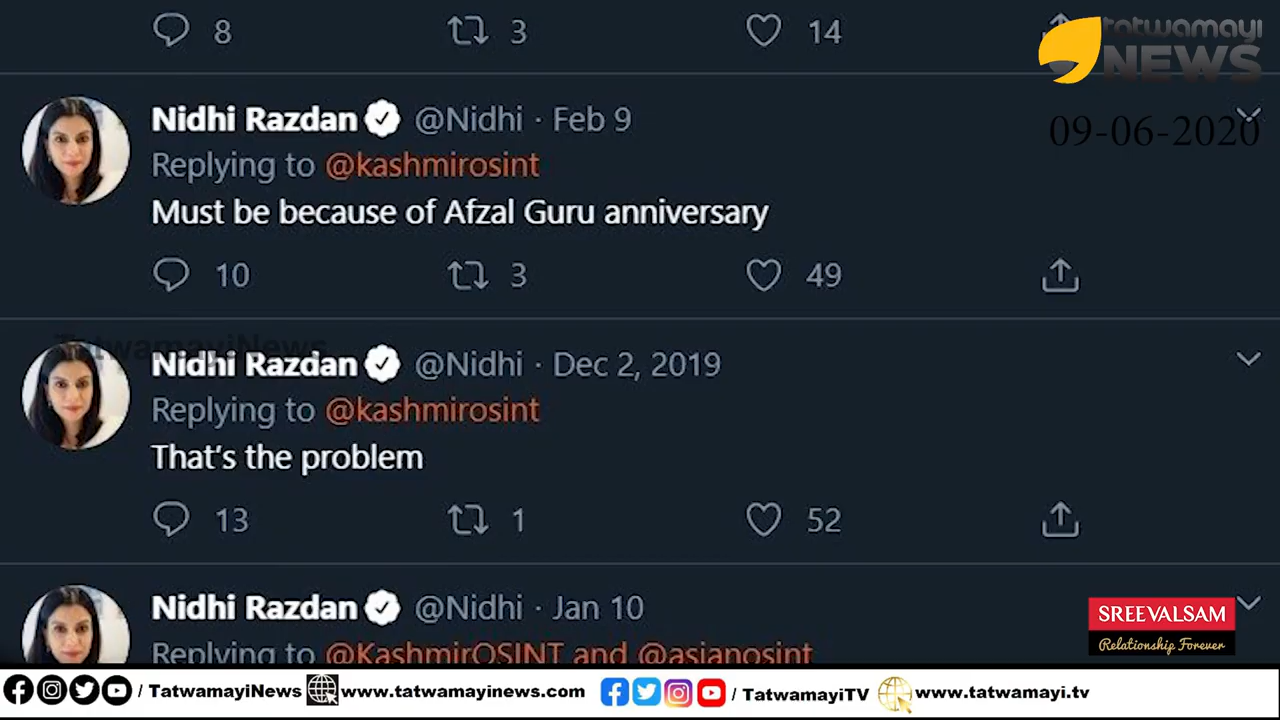 8 3 14
tatwamayi
NEWS
09-06-2020
Nidhi Razdan @Nidhi · Feb 9
Replying to @kashmirosint
Must be because of Afzal Guru anniversary
10 3 49
TatwamayiNews
Nidhi Razdan @Nidhi · Dec 2, 2019
Replying to @kashmirosint
That's the problem
13 1 52
Nidhi Razdan @Nidhi · Jan 10
Replying to @KashmirOSINT and @asianosint
SREEVALSAM
Relationship Forever
/ TatwamayiNews www.tatwamayinews.com / TatwamayiTV www.tatwamayi.tv